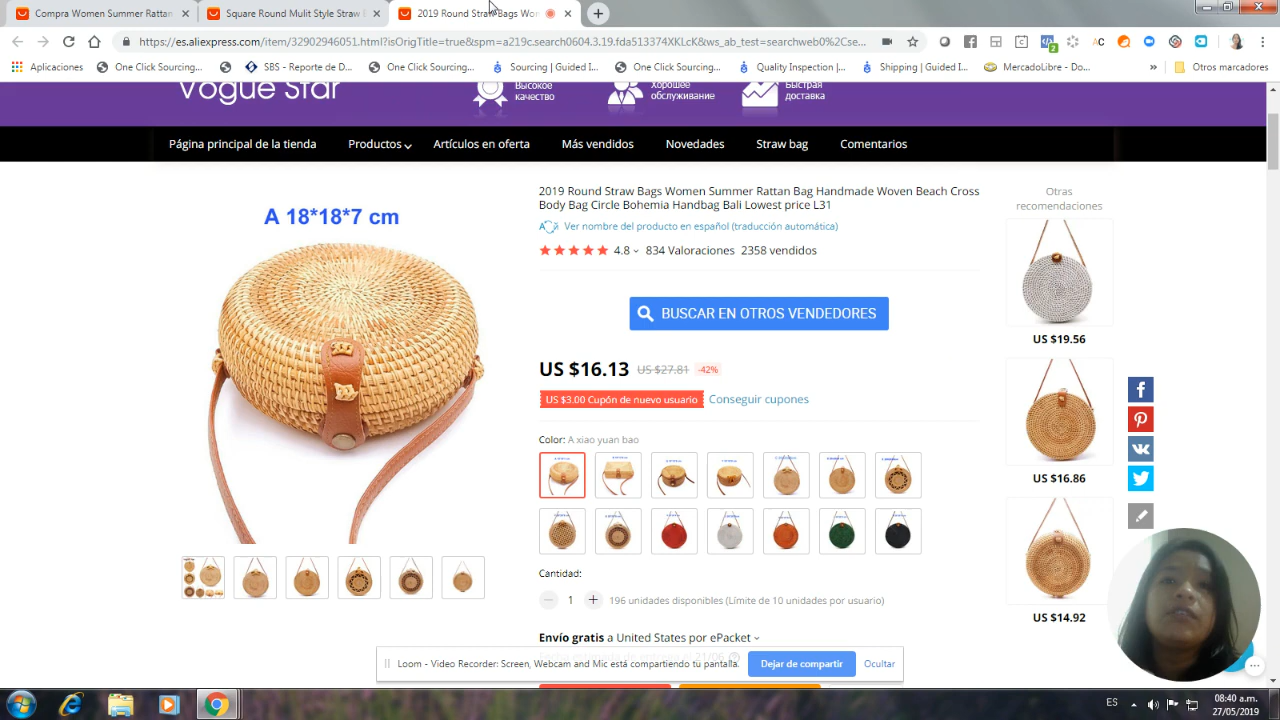 Compra Women Summer Rattan
Square Round Mulit Style Straw
2019 Round Straw Bags Wom
https://es.aliexpress.com/item/32902946051.html?isOrigTitle=true&spm=a219c.search0604.3.19.fda513374XKLcK&ws_ab_test=searchweb0%2Cse...
Aplicaciones
One Click Sourcing...
SBS - Reporte de D...
One Click Sourcing...
Sourcing | Guided I...
One Click Sourcing...
Quality Inspection |...
Shipping | Guided I...
MercadoLibre - Do...
»
Otros marcadores
Vogue Star
Высокое
качество
Хорошее
обслуживание
Быстрая
доставка
Página principal de la tienda
Productos
Artículos en oferta
Más vendidos
Novedades
Straw bag
Comentarios
A 18*18*7 cm
2019 Round Straw Bags Women Summer Rattan Bag Handmade Woven Beach Cross
Body Bag Circle Bohemia Handbag Bali Lowest price L31
Ver nombre del producto en español (traducción automática)
4.8 834 Valoraciones 2358 vendidos
BUSCAR EN OTROS VENDEDORES
US $16.13 US $27.81 -42%
US $3.00 Cupón de nuevo usuario Conseguir cupones
Color: A xiao yuan bao
Cantidad:
1 196 unidades disponibles (Límite de 10 unidades por usuario)
Envío gratis a United States por ePacket
Otras
recomendaciones
US $19.56
US $16.86
US $14.92
Loom - Video Recorder: Screen, Webcam and Mic está compartiendo tu pantalla.
Dejar de compartir
Ocultar
ES
08:40 a.m.
27/05/2019